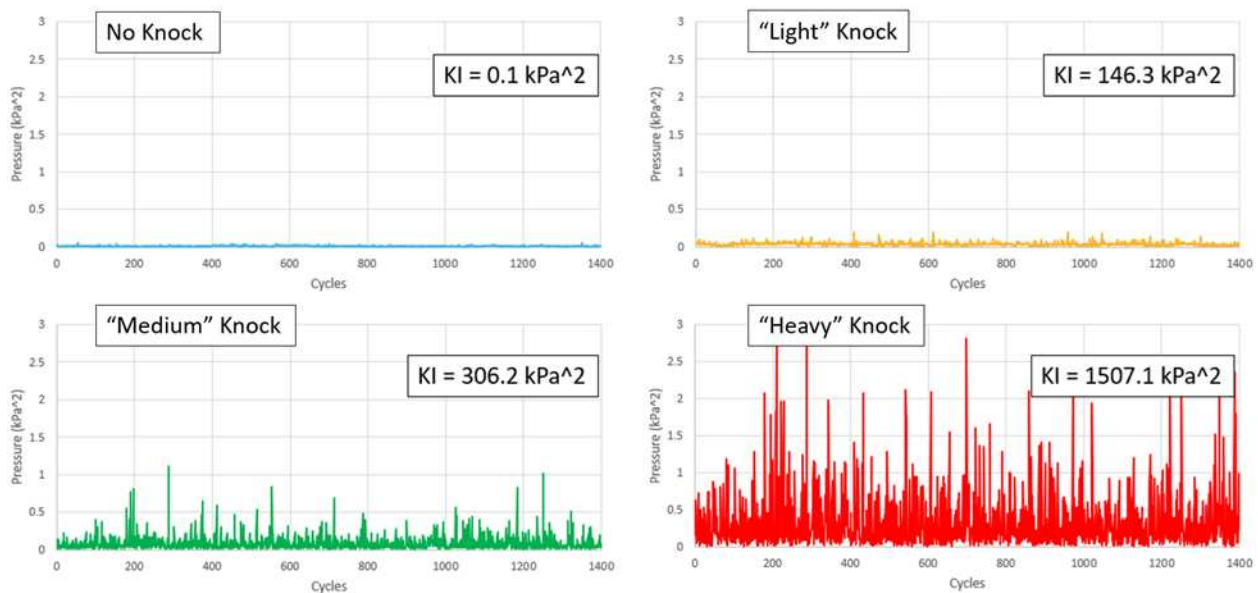 No Knock
KI = 0.1 kPa^2
Pressure (kPa^2)
3
2.5
2
1.5
1
0.5
0
0 200 400 600 800 1000 1200 1400
Cycles
“Light” Knock
KI = 146.3 kPa^2
Pressure (kPa^2)
3
2.5
2
1.5
1
0.5
0
0 200 400 600 800 1000 1200 1400
Cycles
“Medium” Knock
KI = 306.2 kPa^2
Pressure (kPa^2)
3
2.5
2
1.5
1
0.5
0
0 200 400 600 800 1000 1200 1400
Cycles
“Heavy” Knock
KI = 1507.1 kPa^2
Pressure (kPa^2)
3
2.5
2
1.5
1
0.5
0
0 200 400 600 800 1000 1200 1400
Cycles